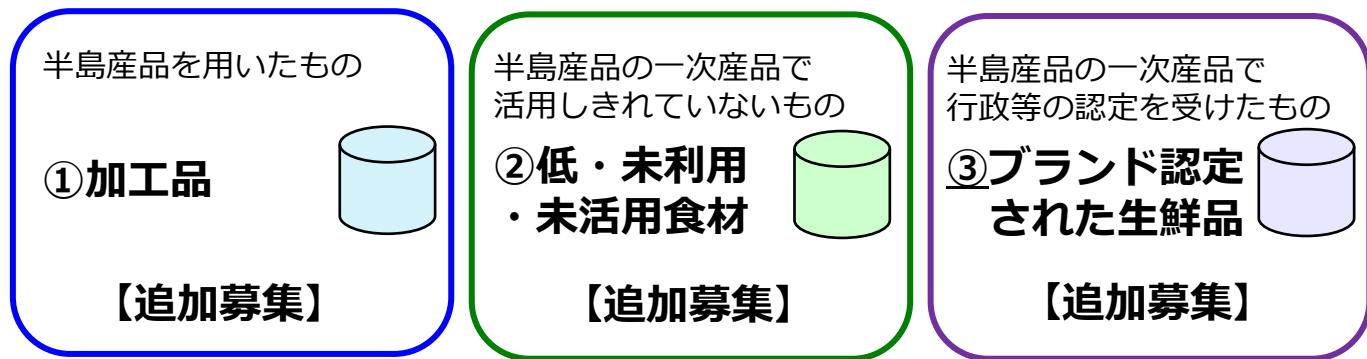 半島産品を用いたもの
①加工品
【追加募集】
半島産品の一次産品で
活用しきれていないもの
②低・未利用
・未活用食材
【追加募集】
半島産品の一次産品で
行政等の認定を受けたもの
③ブランド認定
された生鮮品
【追加募集】